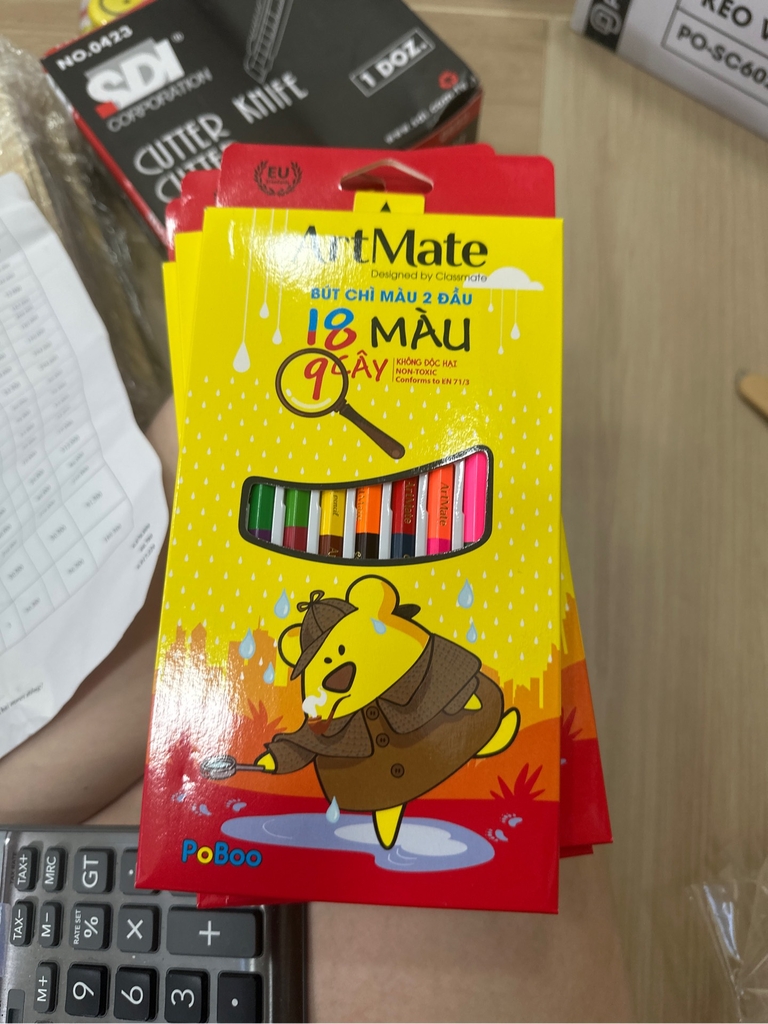 NO.0423
SDI
®
CORPORATION
CUTTER KNIFE
1 DOZ.
KEO
PO-SC60
EU
ArtMate
Designed by Classmate
BÚT CHÌ MÀU 2 ĐẦU
18 MÀU
9 CÂY
KHÔNG ĐỘC HẠI
NON-TOXIC
Conforms to EN 71/3
ArtMate
ArtMate
PoBoo
TAX+
MRC
GT
TAX-
M-
RATE SET
%
×
+
M+
9
6
3
.